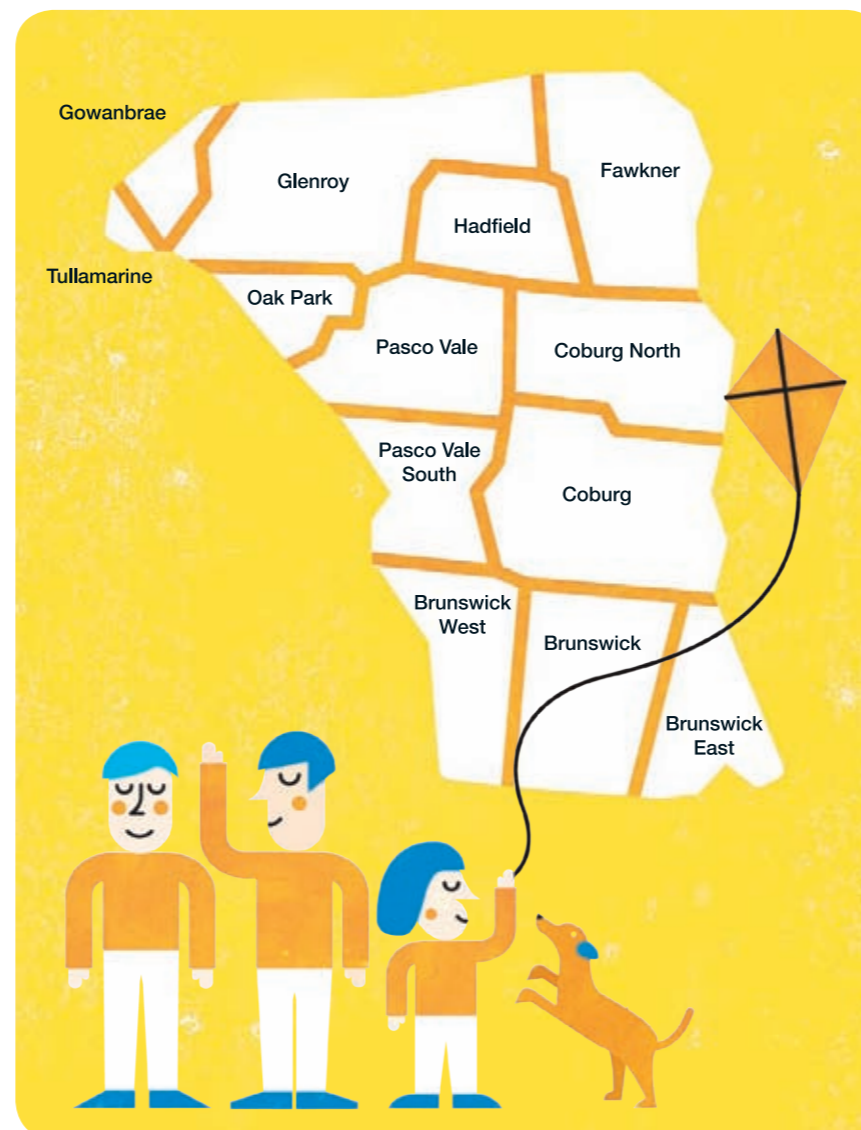 Gowanbrae
Glenroy
Fawkner
Hadfield
Tullamarine
Oak Park
Pasco Vale
Coburg North
Pasco Vale
South
Coburg
Brunswick
West
Brunswick
Brunswick
East